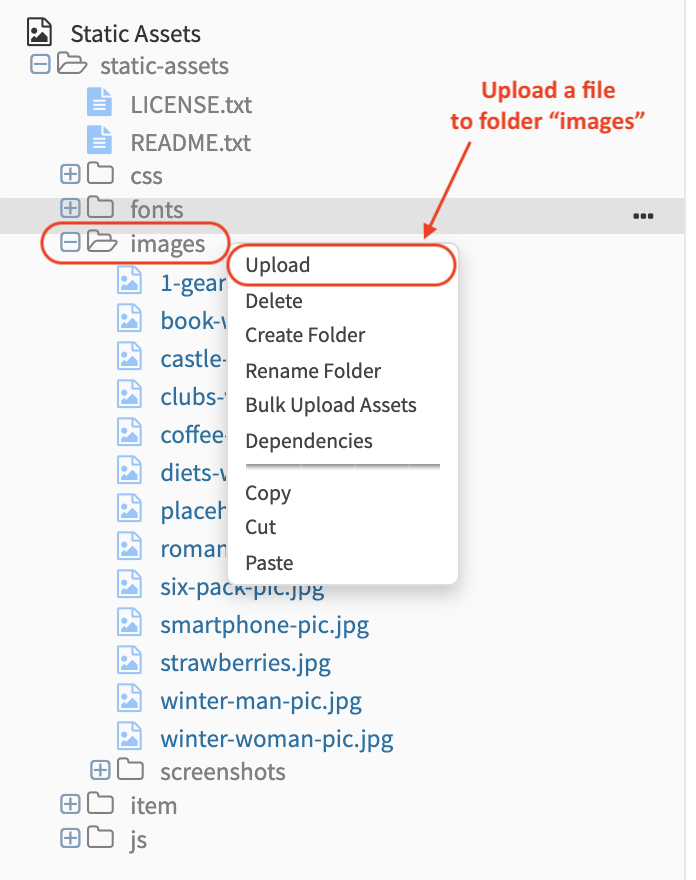 Static Assets
static-assets
Upload a file
to folder “images”
LICENSE.txt
README.txt
css
fonts
images
Upload
1-gear
Delete
book-
Create Folder
castle-
Rename Folder
clubs-
Bulk Upload Assets
coffee-
Dependencies
diets-
Copy
placeh
Cut
roman
Paste
six-pack-pic.jpg
smartphone-pic.jpg
strawberries.jpg
winter-man-pic.jpg
winter-woman-pic.jpg
screenshots
item
js